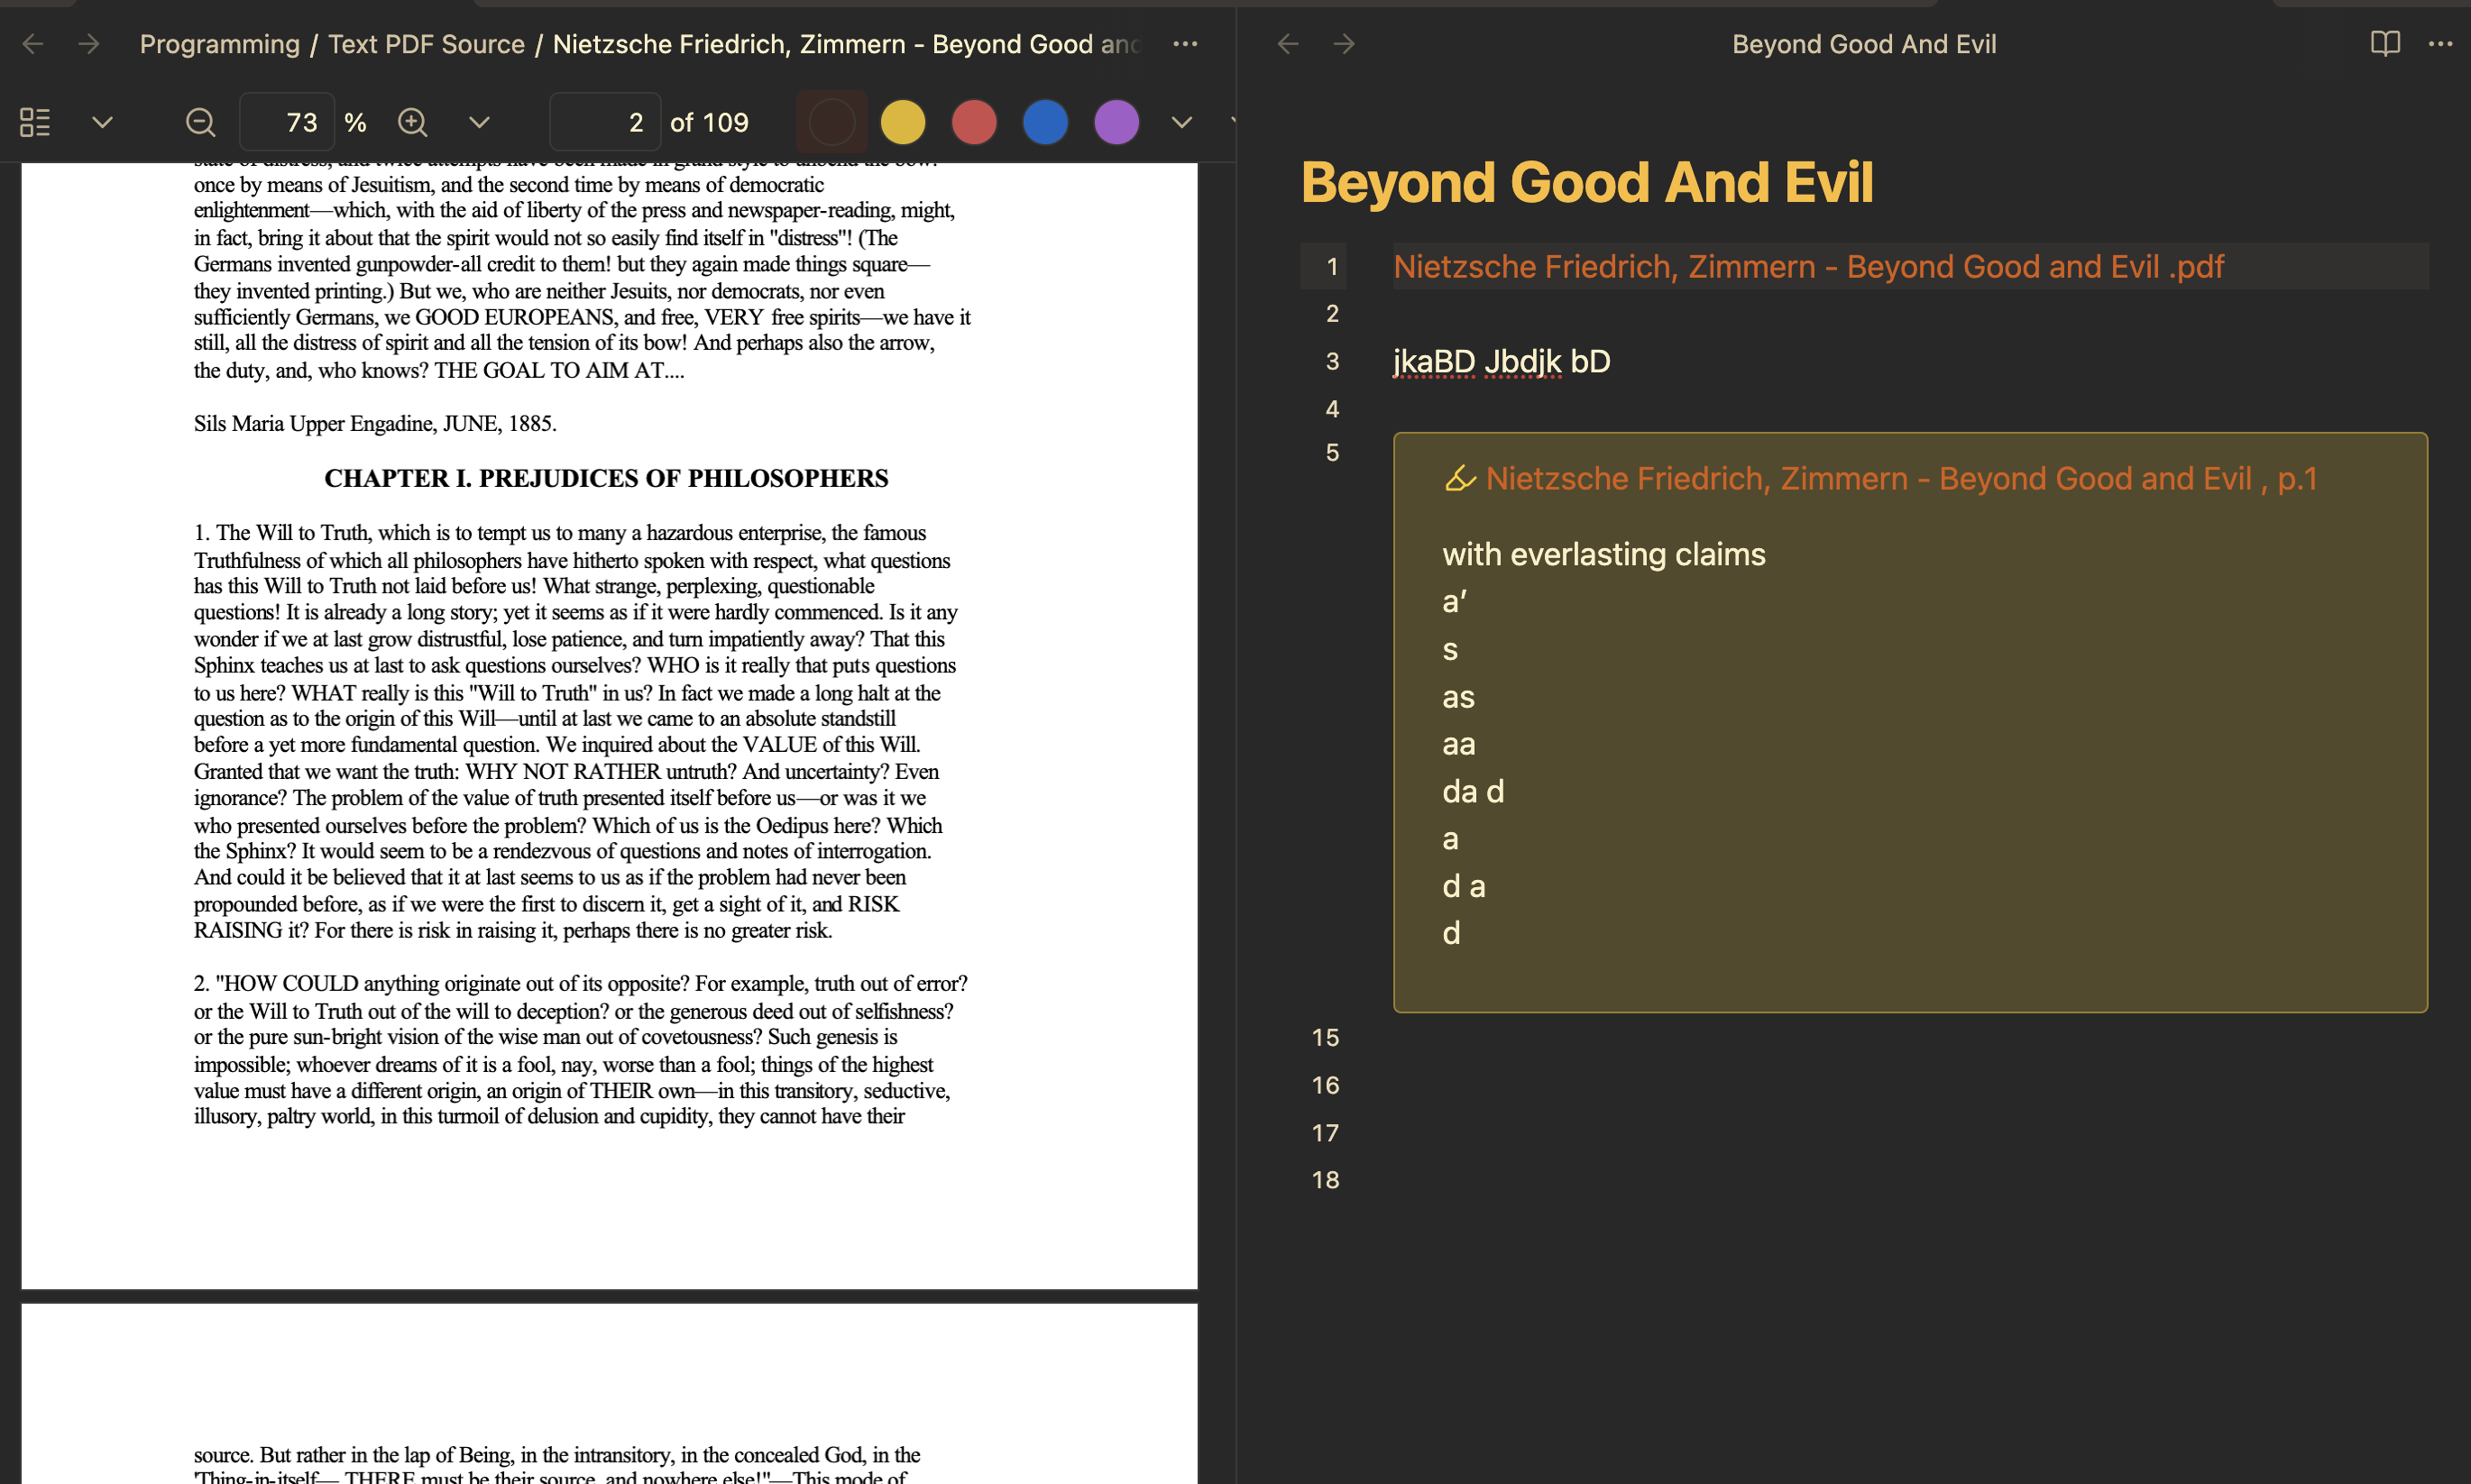 Programming / Text PDF Source / Nietzsche Friedrich, Zimmern - Beyond Good and
73 %
2 of 109
state of distress, and twice attempts have been made in grand style to unbend the bow:
once by means of Jesuitism, and the second time by means of democratic
enlightenment—which, with the aid of liberty of the press and newspaper-reading, might,
in fact, bring it about that the spirit would not so easily find itself in "distress"! (The
Germans invented gunpowder-all credit to them! but they again made things square—
they invented printing.) But we, who are neither Jesuits, nor democrats, nor even
sufficiently Germans, we GOOD EUROPEANS, and free, VERY free spirits—we have it
still, all the distress of spirit and all the tension of its bow! And perhaps also the arrow,
the duty, and, who knows? THE GOAL TO AIM AT....
Sils Maria Upper Engadine, JUNE, 1885.
CHAPTER I. PREJUDICES OF PHILOSOPHERS
1. The Will to Truth, which is to tempt us to many a hazardous enterprise, the famous
Truthfulness of which all philosophers have hitherto spoken with respect, what questions
has this Will to Truth not laid before us! What strange, perplexing, questionable
questions! It is already a long story; yet it seems as if it were hardly commenced. Is it any
wonder if we at last grow distrustful, lose patience, and turn impatiently away? That this
Sphinx teaches us at last to ask questions ourselves? WHO is it really that puts questions
to us here? WHAT really is this "Will to Truth" in us? In fact we made a long halt at the
question as to the origin of this Will—until at last we came to an absolute standstill
before a yet more fundamental question. We inquired about the VALUE of this Will.
Granted that we want the truth: WHY NOT RATHER untruth? And uncertainty? Even
ignorance? The problem of the value of truth presented itself before us—or was it we
who presented ourselves before the problem? Which of us is the Oedipus here? Which
the Sphinx? It would seem to be a rendezvous of questions and notes of interrogation.
And could it be believed that it at last seems to us as if the problem had never been
propounded before, as if we were the first to discern it, get a sight of it, and RISK
RAISING it? For there is risk in raising it, perhaps there is no greater risk.
2. "HOW COULD anything originate out of its opposite? For example, truth out of error?
or the Will to Truth out of the will to deception? or the generous deed out of selfishness?
or the pure sun-bright vision of the wise man out of covetousness? Such genesis is
impossible; whoever dreams of it is a fool, nay, worse than a fool; things of the highest
value must have a different origin, an origin of THEIR own—in this transitory, seductive,
illusory, paltry world, in this turmoil of delusion and cupidity, they cannot have their
source. But rather in the lap of Being, in the intransitory, in the concealed God, in the
'Thing-in-itself— THERE must be their source, and nowhere else!"—This mode of
Beyond Good And Evil
Beyond Good And Evil
1 Nietzsche Friedrich, Zimmern - Beyond Good and Evil .pdf
2
3 jkaBD Jbdjk bD
4
5
Nietzsche Friedrich, Zimmern - Beyond Good and Evil , p.1
with everlasting claims
a’
s
as
aa
da d
a
d a
d
15
16
17
18